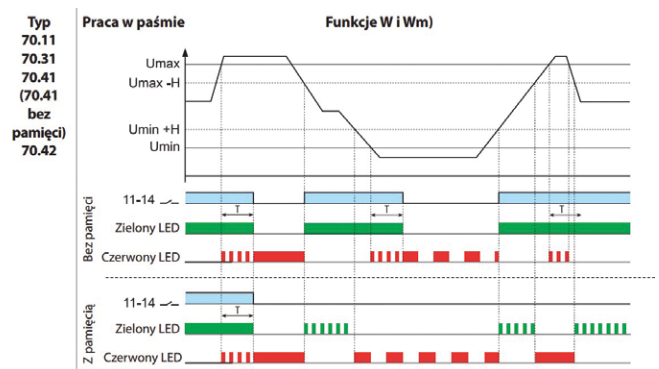 Typ
70.11
70.31
70.41
(70.41
bez
pamięci)
70.42
Praca w paśmie
Funkcje W i Wm)
Umax
Umax -H
Umin +H
Umin
Bez pamięci
11-14
T
T
T
Zielony LED
Czerwony LED
Z pamięcią
11-14
T
Zielony LED
Czerwony LED